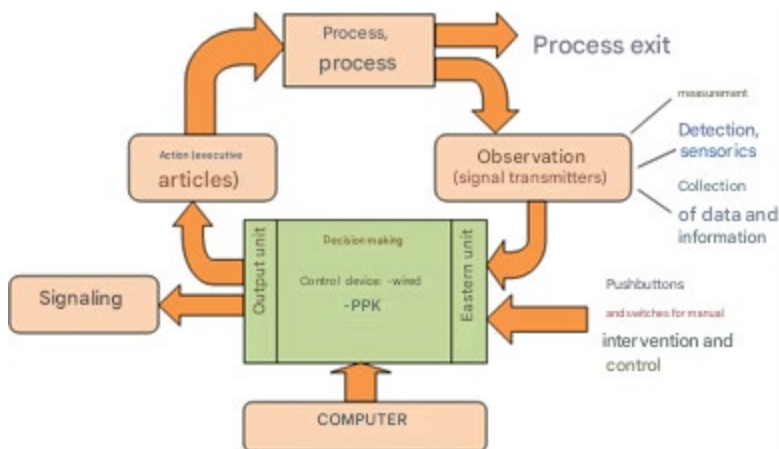 Process,
process
Process exit
measurement
Detection,
sensorics
Collection
of data and
information
Action (executive
articles)
Observation
(signal transmitters)
Output unit
Decision making
Control device: -wired
-PPK
Eastern unit
Signaling
Pushbuttons
and switches for manual
intervention and
control
COMPUTER